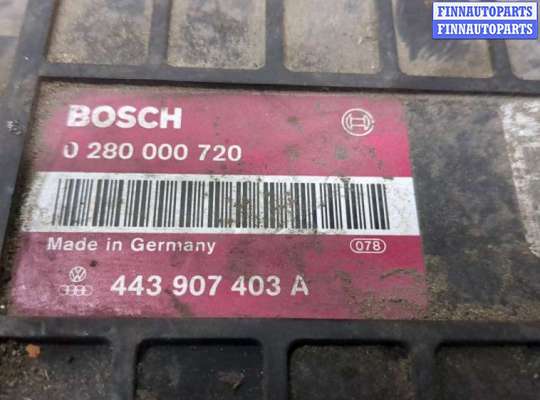 FINNAUTOPARTS
FINNAUTOPARTS
BOSCH
0 280 000 720
Made in Germany
078
443 907 403 A